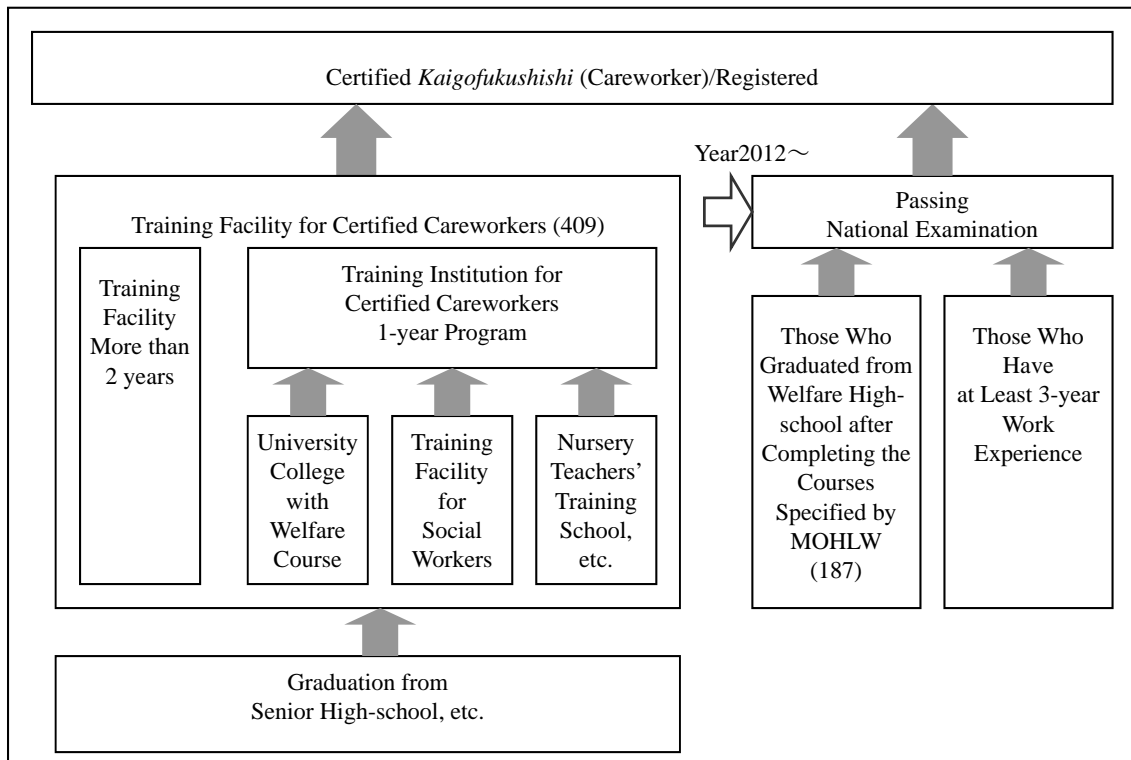 Certified Kaigofukushishi (Careworker)/Registered
Year2012～
Training Facility for Certified Careworkers (409)
Training
Facility
More than
2 years
Training Institution for
Certified Careworkers
1-year Program
University
College
with
Welfare
Course
Training
Facility
for
Social
Workers
Nursery
Teachers’
Training
School,
etc.
Graduation from
Senior High-school, etc.
Passing
National Examination
Those Who
Graduated from
Welfare High-
school after
Completing the
Courses
Specified by
MOHLW
(187)
Those Who
Have
at Least 3-year
Work
Experience